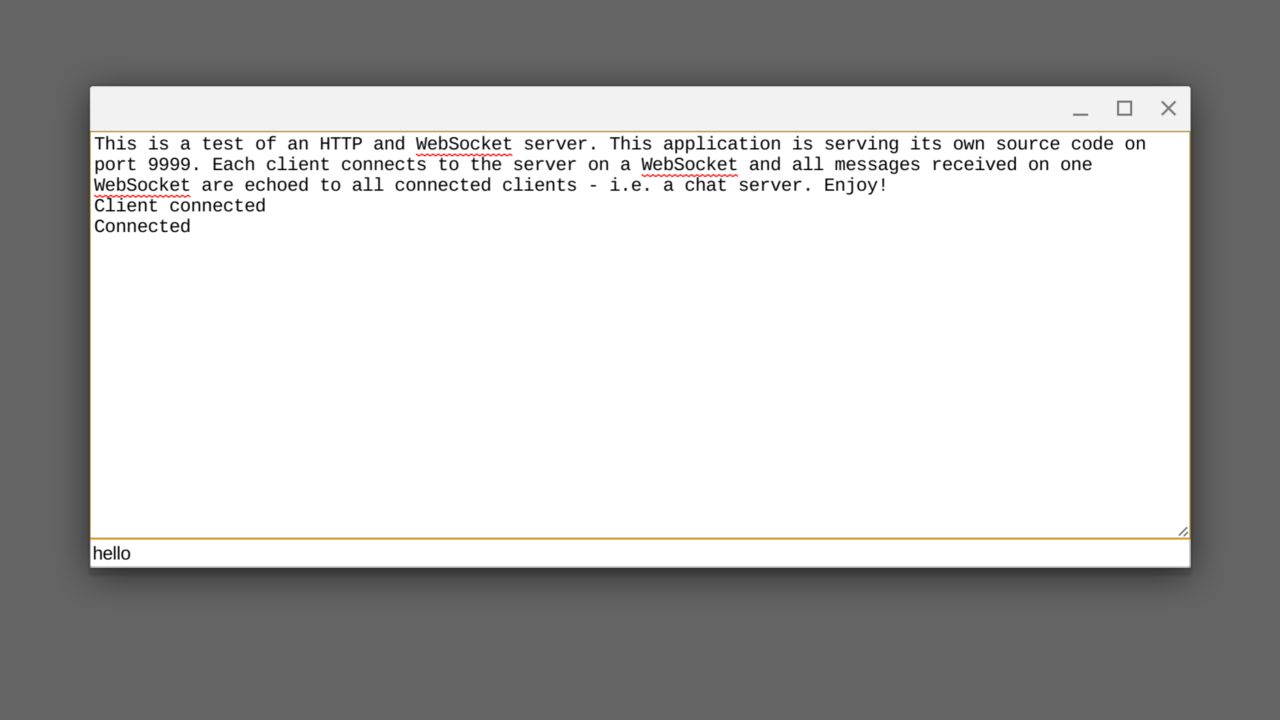 This is a test of an HTTP and WebSocket server. This application is serving its own source code on
port 9999. Each client connects to the server on a WebSocket and all messages received on one
WebSocket are echoed to all connected clients - i.e. a chat server. Enjoy!
Client connected
Connected
hello